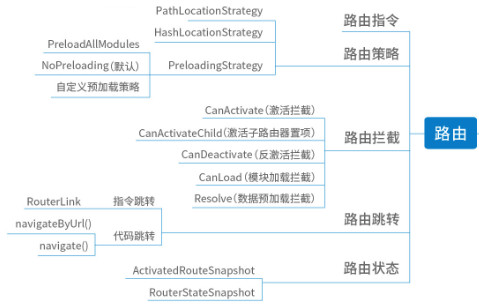 路由
路由指令
路由策略
PathLocationStrategy
HashLocationStrategy
PreloadingStrategy
PreloadAllModules
NoPreloading(默认)
自定义预加载策略
路由拦截
CanActivate(激活拦截)
CanActivateChild(激活子路由器置项)
CanDeactivate(反激活拦截)
CanLoad(模块加载拦截)
Resolve(数据预加载拦截)
路由跳转
指令跳转
RouterLink
代码跳转
navigateByUrl()
navigate()
路由状态
ActivatedRouteSnapshot
RouterStateSnapshot